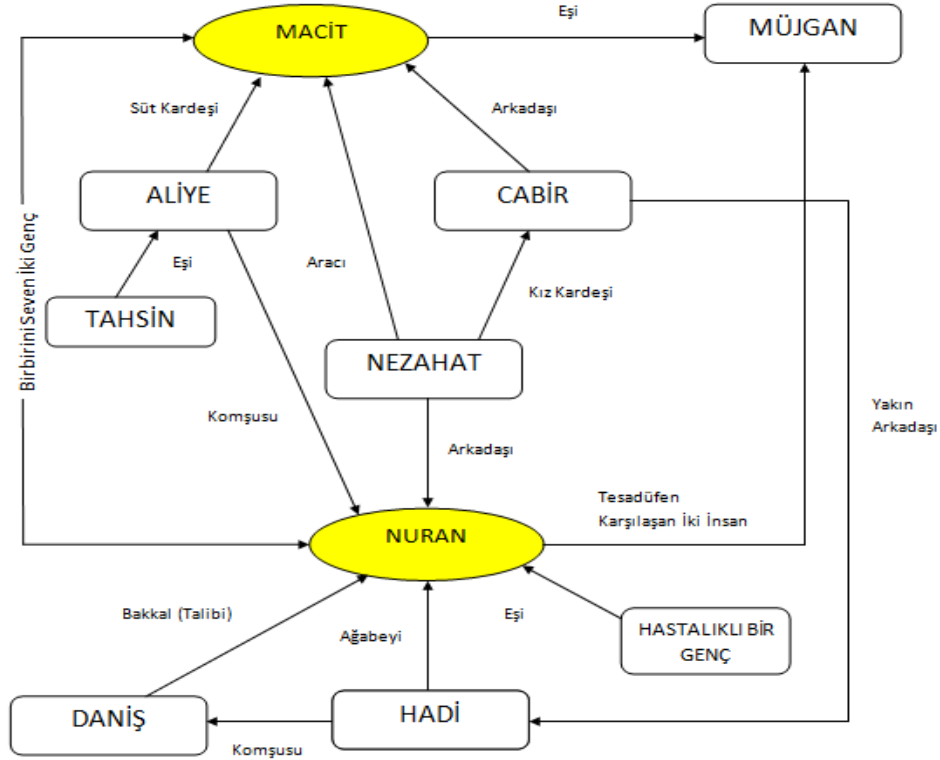 Eşi
MACİT
MÜJGAN
Süt Kardeşi
Arkadaşı
ALİYE
CABİR
Birbirini Seven İki Genç
Eşi
Aracı
Kız Kardeşi
TAHSİN
NEZAHAT
Komşusu
Yakın
Arkadaşı
Arkadaşı
Tesadüfen
Karşılaşan İki İnsan
NURAN
Bakkal (Talibi)
Ağabeyi
Eşi
HASTALIKLI BİR
GENÇ
DANİŞ
HADİ
Komşusu